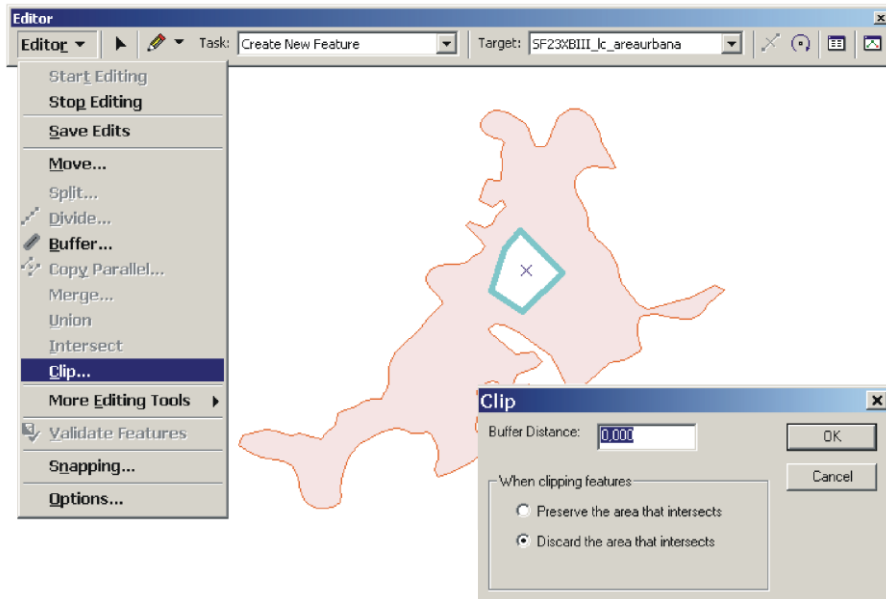 Editor
Editor Task: Create New Feature Target: SF23XBIII_lc_areaurbana
Start Editing
Stop Editing
Save Edits
Move...
Split...
Divide...
Buffer...
Copy Parallel...
Merge...
Union
Intersect
Clip...
More Editing Tools
Validate Features
Snapping...
Options...
Clip
Buffer Distance: 0,000 OK
Cancel
When clipping features
Preserve the area that intersects
Discard the area that intersects